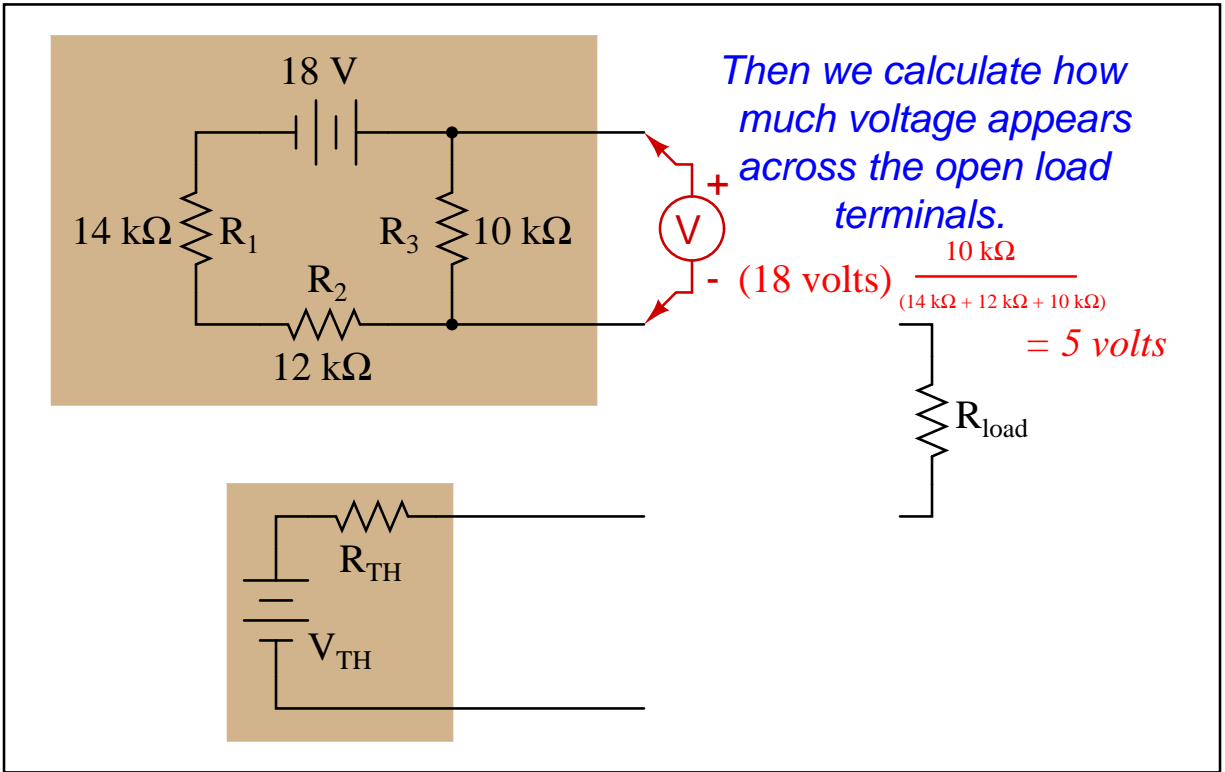 18 V
14 kΩ
R1
R3
10 kΩ
R2
12 kΩ
V
+
-
Then we calculate how
much voltage appears
across the open load
terminals.
(18 volts) 10 kΩ / (14 kΩ + 12 kΩ + 10 kΩ)
= 5 volts
Rload
RTH
VTH